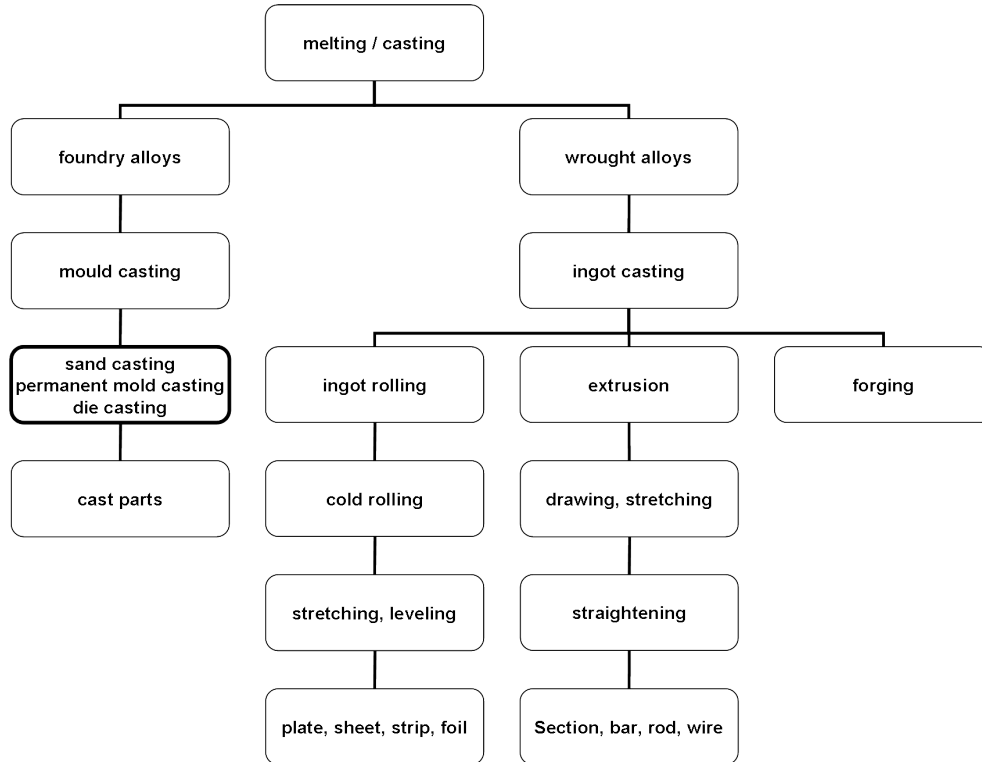 melting / casting
foundry alloys
wrought alloys
mould casting
ingot casting
sand casting
permanent mold casting
die casting
ingot rolling
extrusion
forging
cast parts
cold rolling
drawing, stretching
stretching, leveling
straightening
plate, sheet, strip, foil
Section, bar, rod, wire